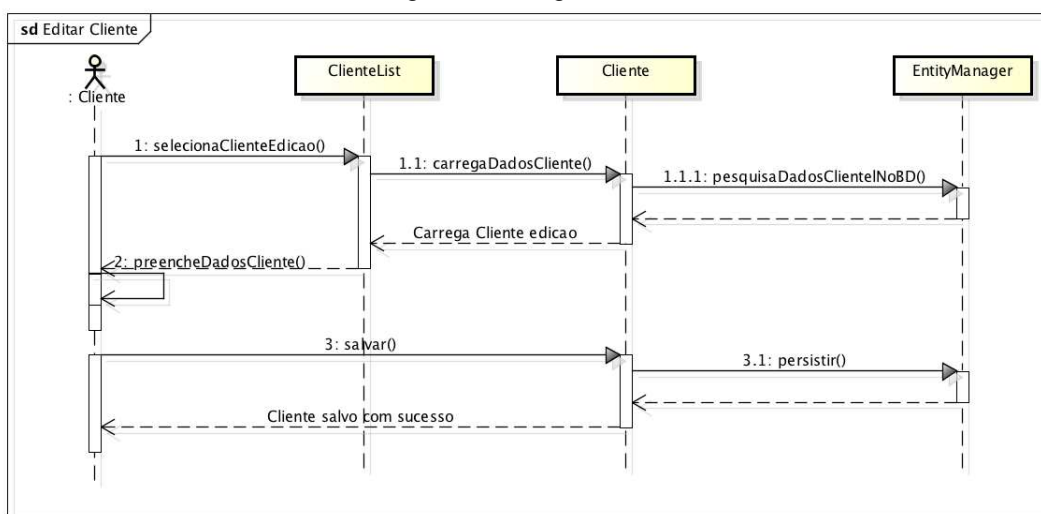 sd Editar Cliente
: Cliente
ClienteList
Cliente
EntityManager
1: selecionaClienteEdicao()
1.1: carregaDadosCliente()
1.1.1: pesquisaDadosClientelNoBD()
Carrega Cliente edicao
2: preencheDadosCliente()
3: salvar()
3.1: persistir()
Cliente salvo com sucesso